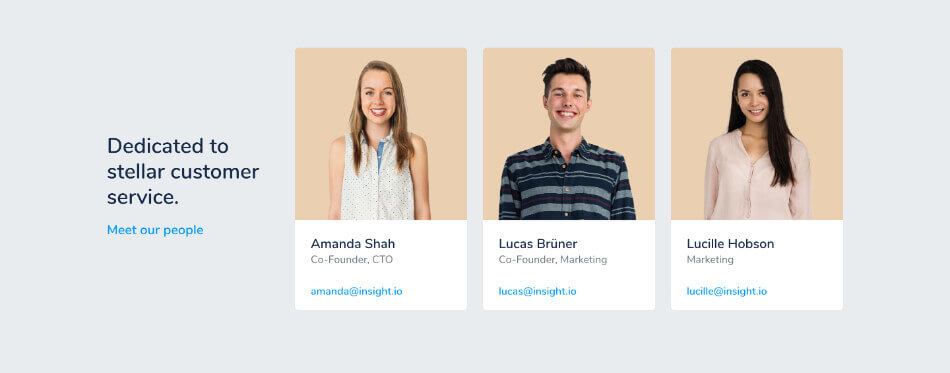 Dedicated to
stellar customer
service.
Meet our people
Amanda Shah
Co-Founder, CTO
amanda@insight.io
Lucas Brüner
Co-Founder, Marketing
lucas@insight.io
Lucille Hobson
Marketing
lucille@insight.io